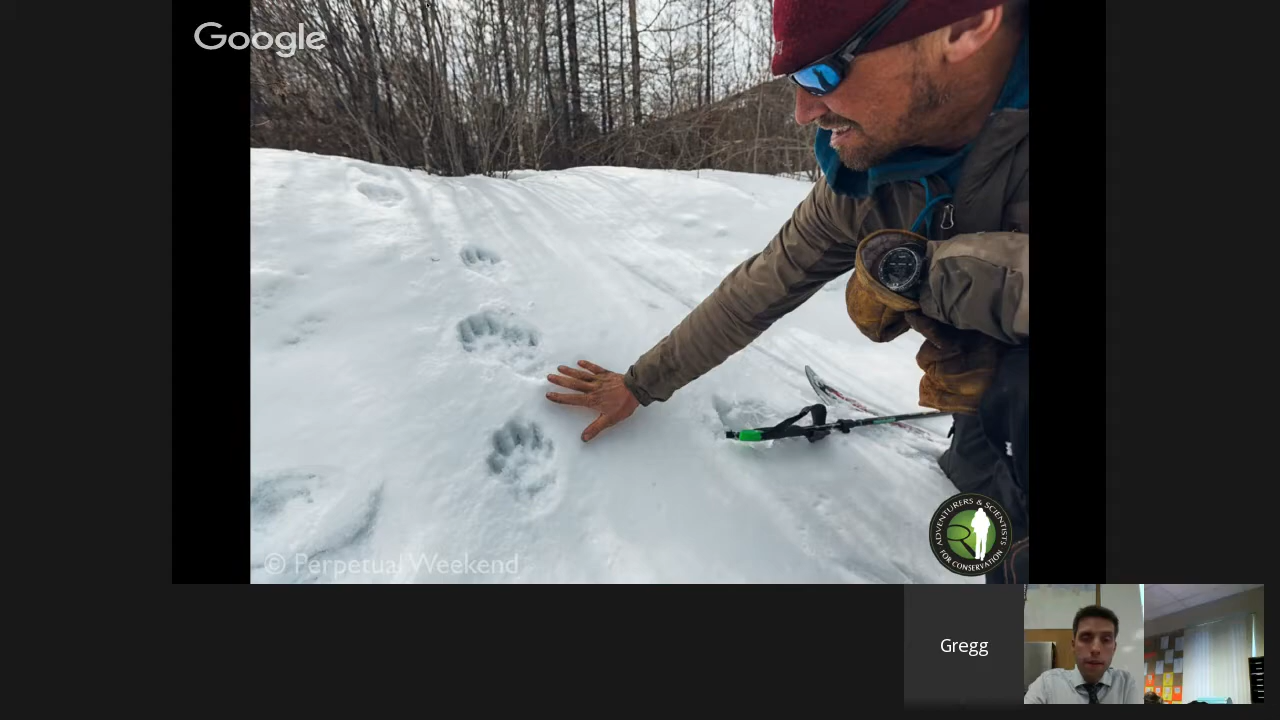 Google
ADVENTURERS & SCIENTISTS
FOR CONSERVATION
© Perpetual Weekend
Gregg